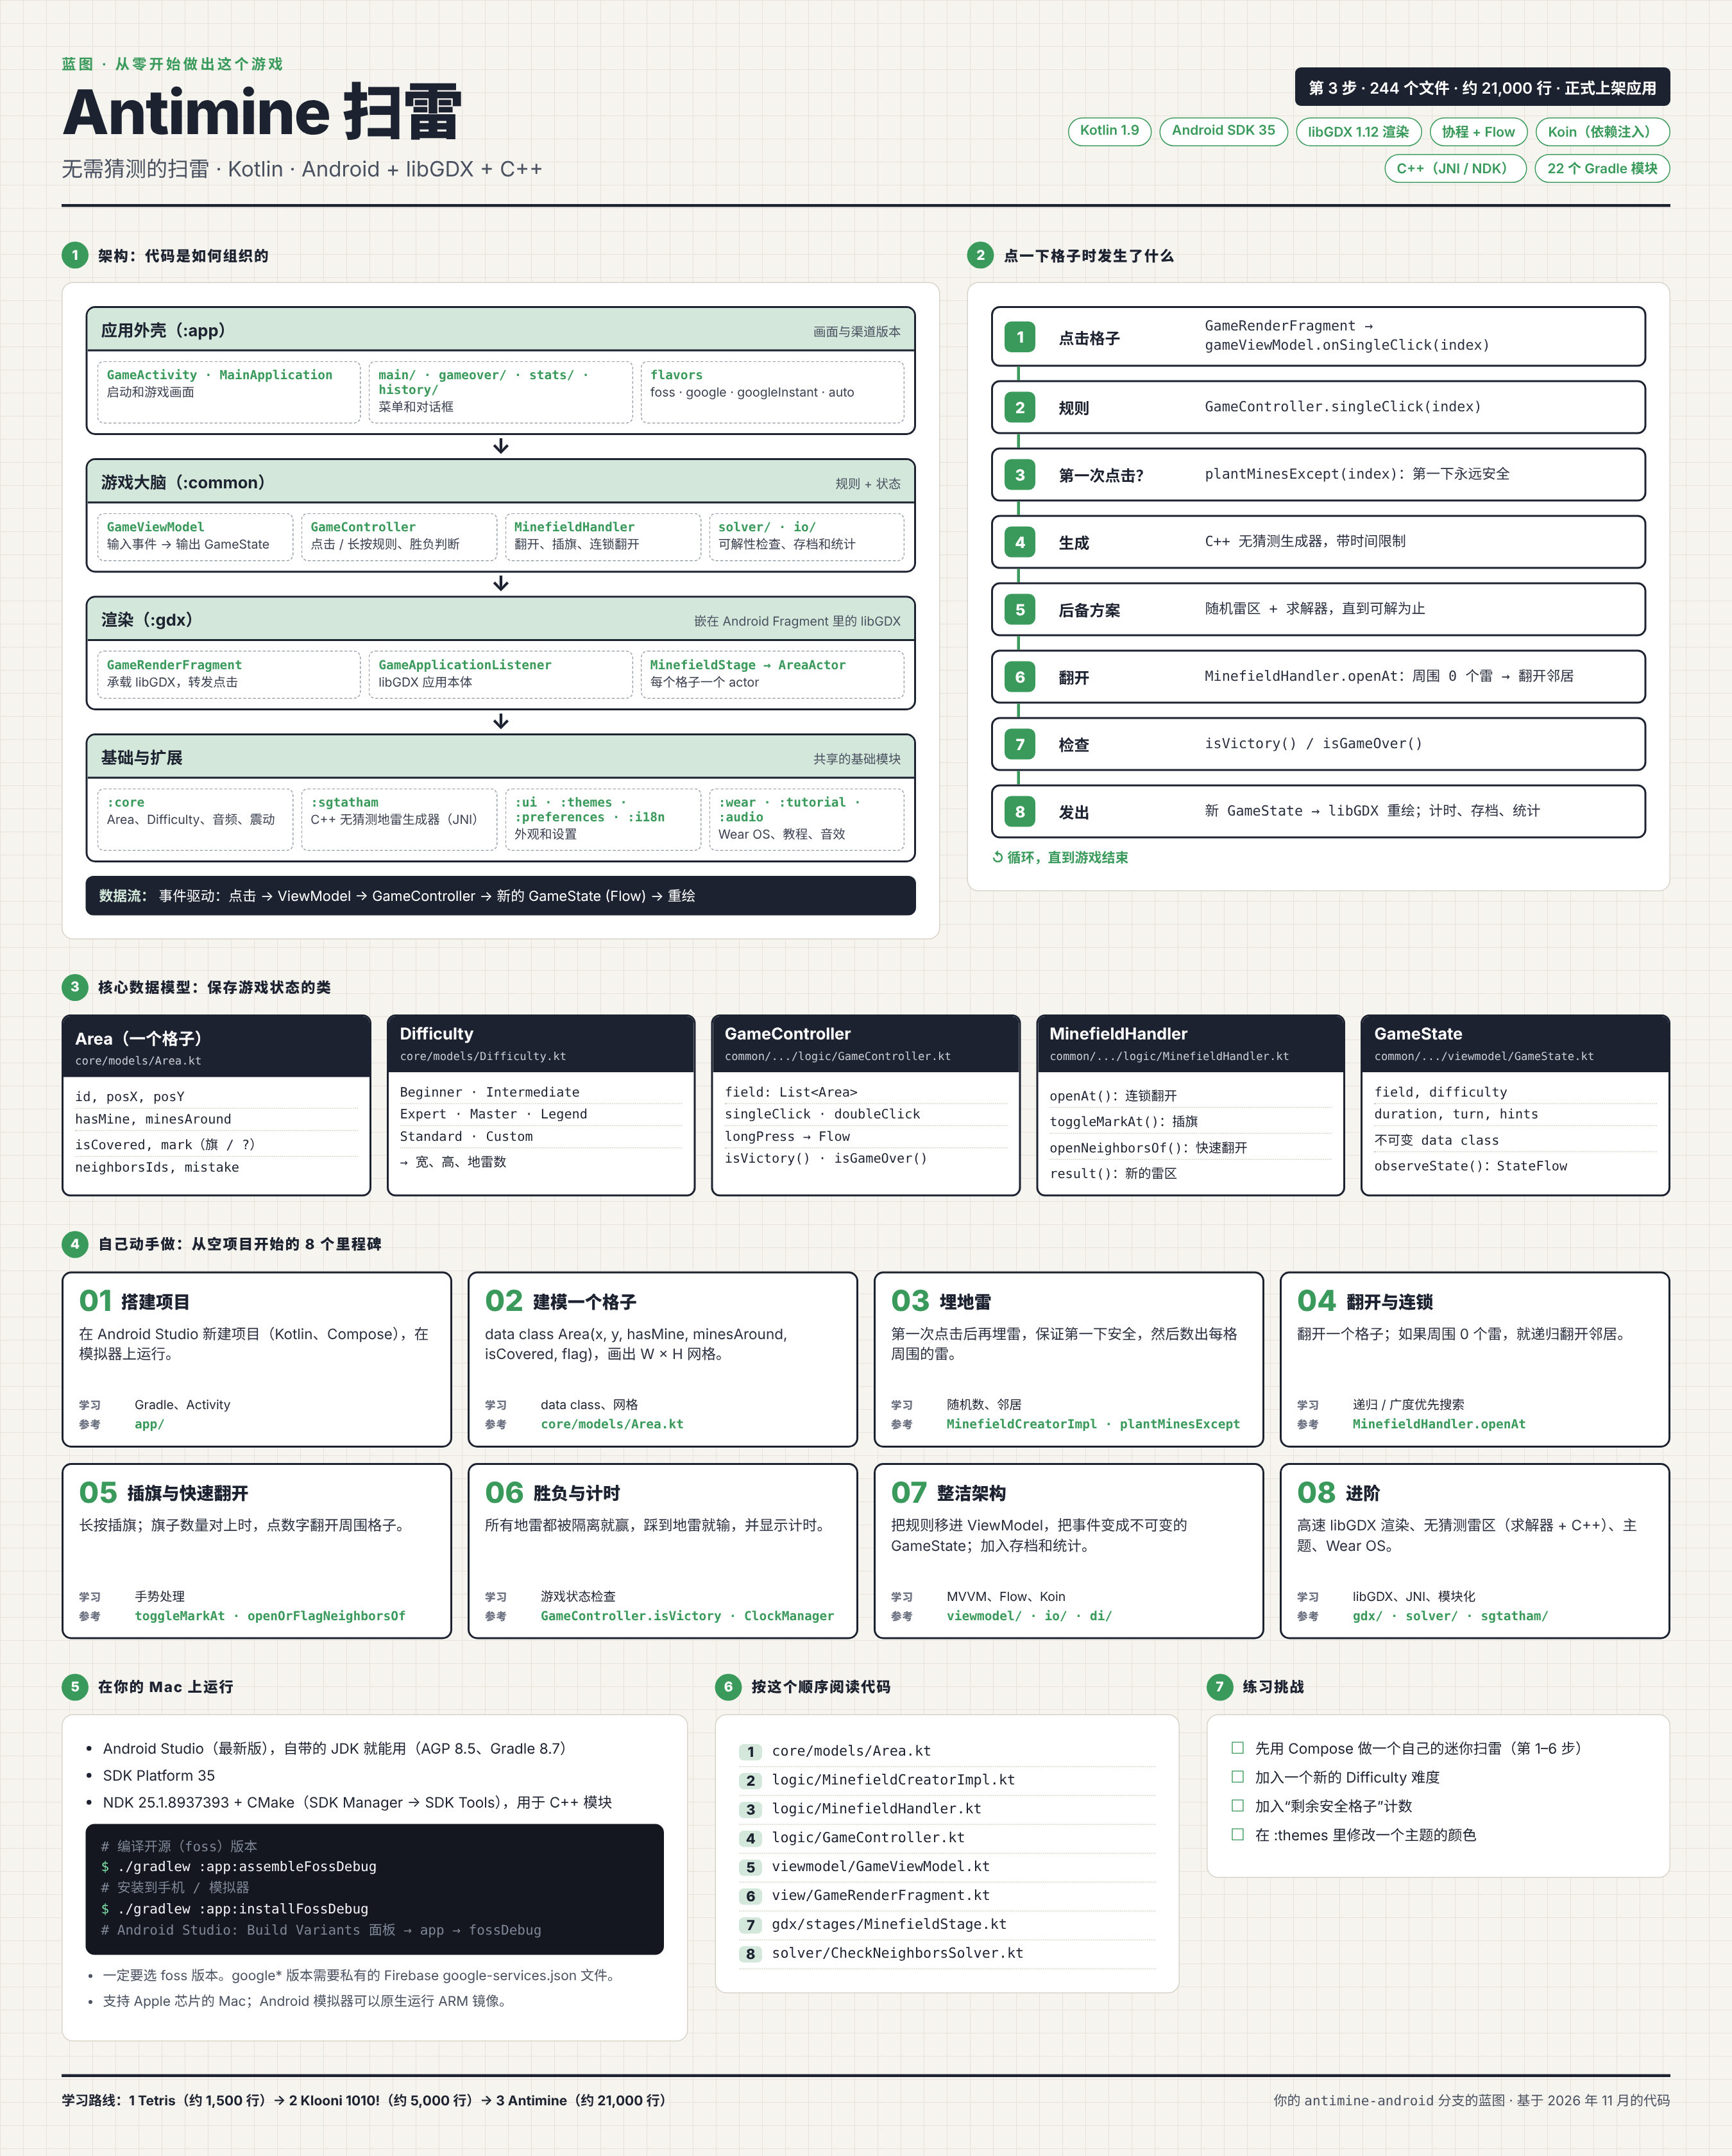 蓝图 · 从零开始做出这个游戏
Antimine 扫雷
无需猜测的扫雷 · Kotlin · Android + libGDX + C++
第 3 步 · 244 个文件 · 约 21,000 行 · 正式上架应用
Kotlin 1.9
Android SDK 35
libGDX 1.12 渲染
协程 + Flow
Koin（依赖注入）
C++（JNI / NDK）
22 个 Gradle 模块
1 架构：代码是如何组织的
应用外壳（:app）
画面与渠道版本
GameActivity · MainApplication
启动和游戏画面
main/ · gameover/ · stats/ ·
history/
菜单和对话框
flavors
foss · google · googleInstant · auto
↓
游戏大脑（:common）
规则 + 状态
GameViewModel
输入事件 → 输出 GameState
GameController
点击 / 长按规则、胜负判断
MinefieldHandler
翻开、插旗、连锁翻开
solver/ · io/
可解性检查、存档和统计
↓
渲染（:gdx）
嵌在 Android Fragment 里的 libGDX
GameRenderFragment
承载 libGDX，转发点击
GameApplicationListener
libGDX 应用本体
MinefieldStage → AreaActor
每个格子一个 actor
↓
基础与扩展
共享的基础模块
:core
Area、Difficulty、音频、震动
:sgtatham
C++ 无猜测地雷生成器（JNI）
:ui · :themes ·
:preferences · :i18n
外观和设置
:wear · :tutorial ·
:audio
Wear OS、教程、音效
数据流： 事件驱动：点击 → ViewModel → GameController → 新的 GameState (Flow) → 重绘
2 点一下格子时发生了什么
1 点击格子
GameRenderFragment →
gameViewModel.onSingleClick(index)
2 规则 GameController.singleClick(index)
3 第一次点击？ plantMinesExcept(index)：第一下永远安全
4 生成 C++ 无猜测生成器，带时间限制
5 后备方案 随机雷区 + 求解器，直到可解为止
6 翻开 MinefieldHandler.openAt：周围 0 个雷 → 翻开邻居
7 检查 isVictory() / isGameOver()
8 发出 新 GameState → libGDX 重绘；计时、存档、统计
↺ 循环，直到游戏结束
3 核心数据模型：保存游戏状态的类
Area（一个格子）
core/models/Area.kt
id, posX, posY
hasMine, minesAround
isCovered, mark（旗 / ?）
neighborsIds, mistake
Difficulty
core/models/Difficulty.kt
Beginner · Intermediate
Expert · Master · Legend
Standard · Custom
→ 宽、高、地雷数
GameController
common/.../logic/GameController.kt
field: List<Area>
singleClick · doubleClick
longPress → Flow
isVictory() · isGameOver()
MinefieldHandler
common/.../logic/MinefieldHandler.kt
openAt()：连锁翻开
toggleMarkAt()：插旗
openNeighborsOf()：快速翻开
result()：新的雷区
GameState
common/.../viewmodel/GameState.kt
field, difficulty
duration, turn, hints
不可变 data class
observeState()：StateFlow
4 自己动手做：从空项目开始的 8 个里程碑
01 搭建项目
在 Android Studio 新建项目（Kotlin、Compose），在
模拟器上运行。
学习 Gradle、Activity
参考 app/
02 建模一个格子
data class Area(x, y, hasMine, minesAround,
isCovered, flag)，画出 W × H 网格。
学习 data class、网格
参考 core/models/Area.kt
03 埋地雷
第一次点击后再埋雷，保证第一下安全，然后数出每格
周围的雷。
学习 随机数、邻居
参考 MinefieldCreatorImpl · plantMinesExcept
04 翻开与连锁
翻开一个格子；如果周围 0 个雷，就递归翻开邻居。
学习 递归 / 广度优先搜索
参考 MinefieldHandler.openAt
05 插旗与快速翻开
长按插旗；旗子数量对上时，点数字翻开周围格子。
学习 手势处理
参考 toggleMarkAt · openOrFlagNeighborsOf
06 胜负与计时
所有地雷都被隔离就赢，踩到地雷就输，并显示计时。
学习 游戏状态检查
参考 GameController.isVictory · ClockManager
07 整洁架构
把规则移进 ViewModel，把事件变成不可变的
GameState；加入存档和统计。
学习 MVVM、Flow、Koin
参考 viewmodel/ · io/ · di/
08 进阶
高速 libGDX 渲染、无猜测雷区（求解器 + C++）、主
题、Wear OS。
学习 libGDX、JNI、模块化
参考 gdx/ · solver/ · sgtatham/
5 在你的 Mac 上运行
• Android Studio（最新版），自带的 JDK 就能用（AGP 8.5、Gradle 8.7）
• SDK Platform 35
• NDK 25.1.8937393 + CMake（SDK Manager → SDK Tools），用于 C++ 模块
# 编译开源（foss）版本
$ ./gradlew :app:assembleFossDebug
# 安装到手机 / 模拟器
$ ./gradlew :app:installFossDebug
# Android Studio: Build Variants 面板 → app → fossDebug
• 一定要选 foss 版本。google* 版本需要私有的 Firebase google-services.json 文件。
• 支持 Apple 芯片的 Mac；Android 模拟器可以原生运行 ARM 镜像。
6 按这个顺序阅读代码
1 core/models/Area.kt
2 logic/MinefieldCreatorImpl.kt
3 logic/MinefieldHandler.kt
4 logic/GameController.kt
5 viewmodel/GameViewModel.kt
6 view/GameRenderFragment.kt
7 gdx/stages/MinefieldStage.kt
8 solver/CheckNeighborsSolver.kt
7 练习挑战
☐ 先用 Compose 做一个自己的迷你扫雷（第 1–6 步）
☐ 加入一个新的 Difficulty 难度
☐ 加入“剩余安全格子”计数
☐ 在 :themes 里修改一个主题的颜色
学习路线：1 Tetris（约 1,500 行）→ 2 Klooni 1010!（约 5,000 行）→ 3 Antimine（约 21,000 行）
你的 antimine-android 分支的蓝图 · 基于 2026 年 11 月的代码